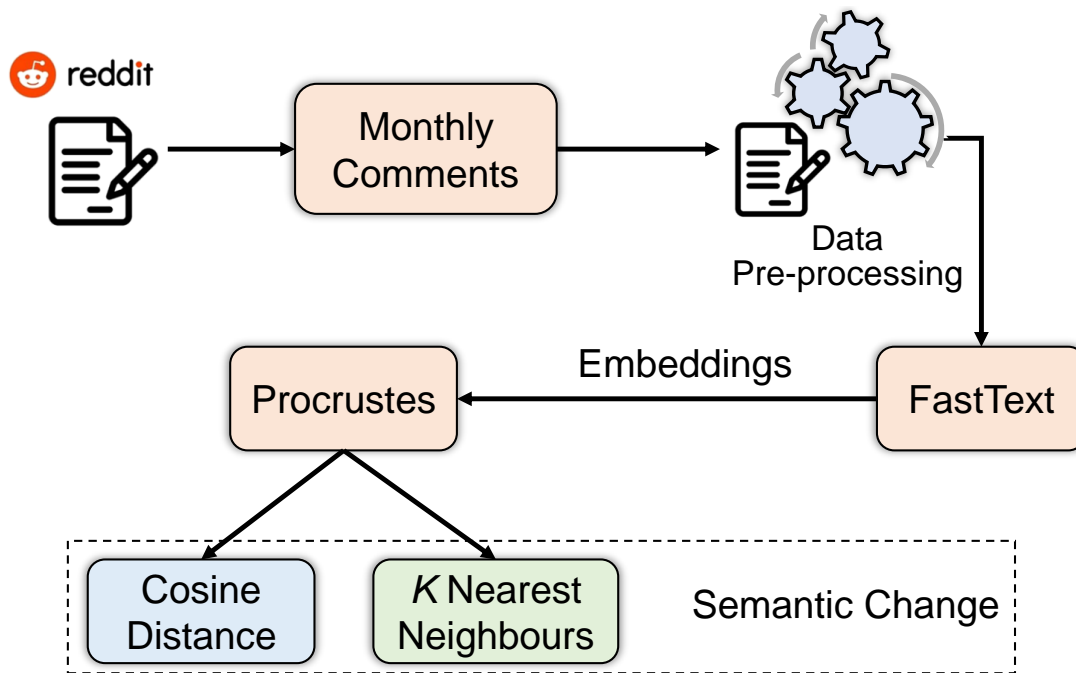 reddit
Monthly
Comments
Data
Pre-processing
Embeddings
Procrustes
FastText
Cosine
Distance
K Nearest
Neighbours
Semantic Change